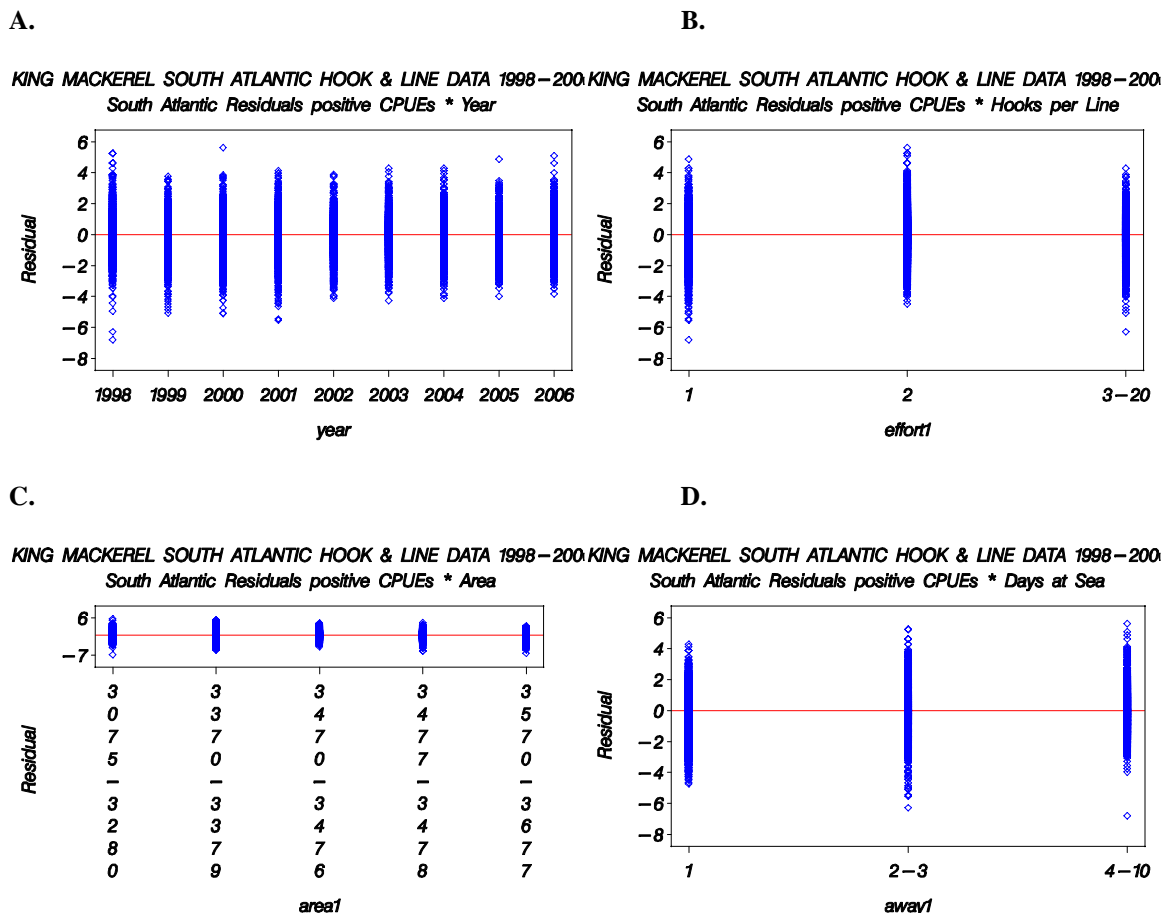 A.
KING MACKEREL SOUTH ATLANTIC HOOK & LINE DATA 1998-200
South Atlantic Residuals positive CPUEs * Year
Residual
6
4
2
0
-2
-4
-6
-8
1998 1999 2000 2001 2002 2003 2004 2005 2006
year
B.
KING MACKEREL SOUTH ATLANTIC HOOK & LINE DATA 1998-200
South Atlantic Residuals positive CPUEs * Hooks per Line
Residual
6
4
2
0
-2
-4
-6
-8
1 2 3-20
effort1
C.
KING MACKEREL SOUTH ATLANTIC HOOK & LINE DATA 1998-200
South Atlantic Residuals positive CPUEs * Area
Residual
6
-7
3 3 3 3 3
0 3 4 4 5
7 7 7 7 7
5 0 0 7 0
- - - - -
3 3 3 3 3
2 3 4 4 6
8 7 7 7 7
0 9 6 8 7
area1
D.
KING MACKEREL SOUTH ATLANTIC HOOK & LINE DATA 1998-200
South Atlantic Residuals positive CPUEs * Days at Sea
Residual
6
4
2
0
-2
-4
-6
-8
1 2-3 4-10
away1